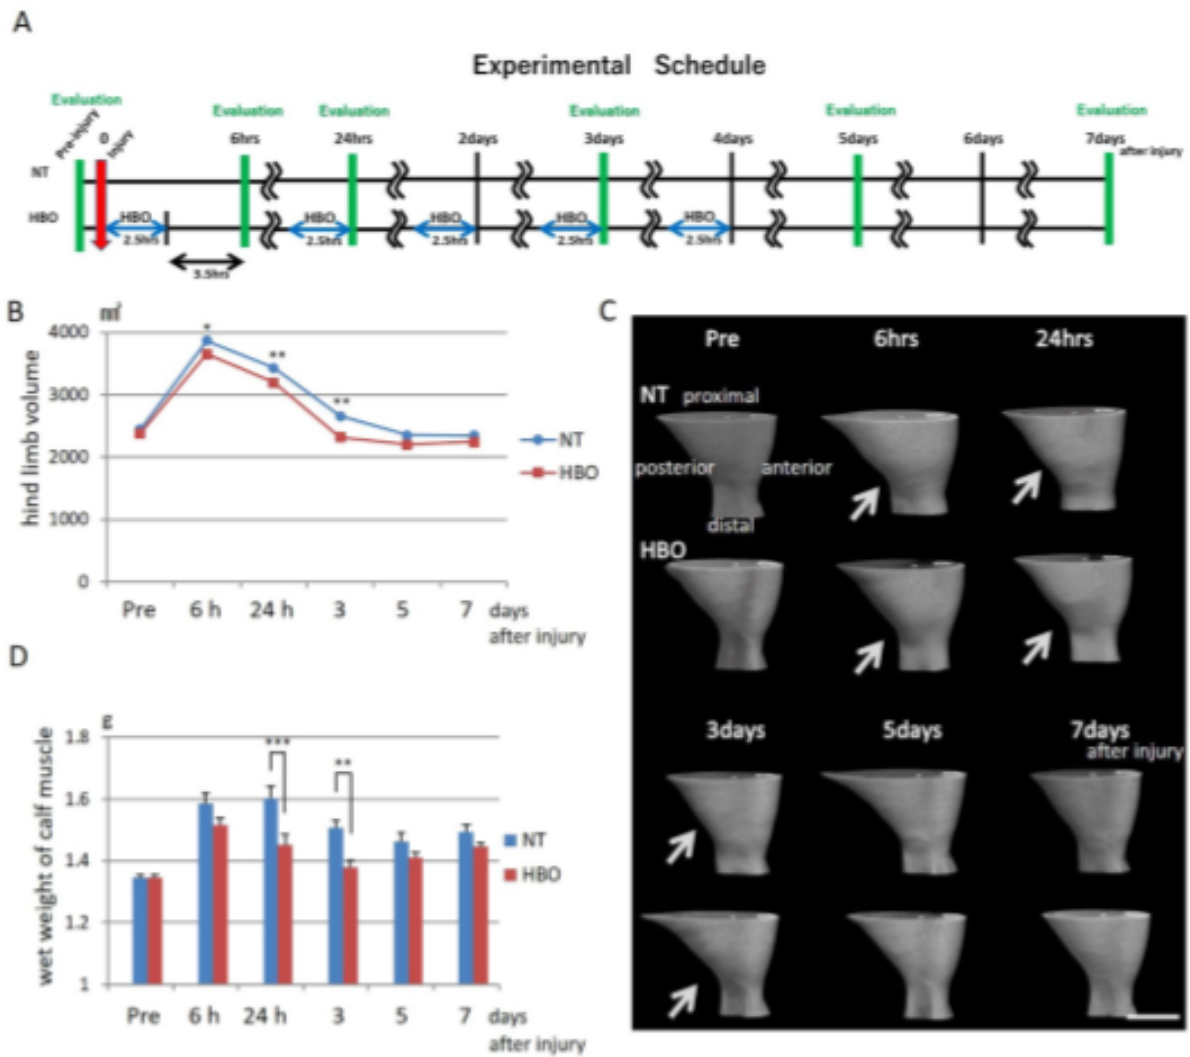 A
Experimental Schedule
Evaluation Evaluation Evaluation Evaluation Evaluation Evaluation
Pre-injury 0 Injury 6hrs 24hrs 2days 3days 4days 5days 6days 7days after injury
NT
HBO HBO HBO HBO HBO HBO
2.5hrs 2.5hrs 2.5hrs 2.5hrs 2.5hrs
3.5hrs
B
4000
3000
2000
1000
0
hind limb volume
* ** **
NT
HBO
Pre 6 h 24 h 3 5 7 days
after injury
C
Pre 6hrs 24hrs
NT proximal
posterior anterior
distal
HBO
3days 5days 7days
after injury
D
g
1.8
1.6
1.4
1.2
1
wet weight of calf muscle
*** **
NT
HBO
Pre 6 h 24 h 3 5 7 days
after injury